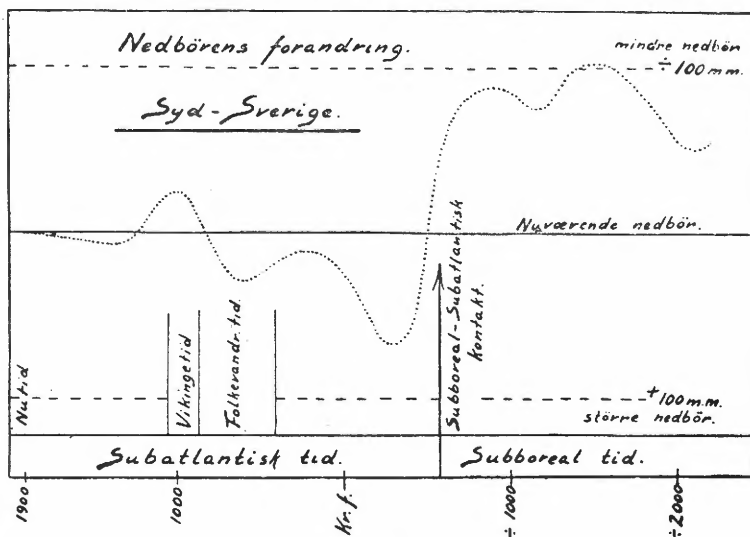 Nedbörens forandring.
mindre nedbör
÷ 100 mm.
Syd-Sverige.
Nuværende nedbör.
Subboreal-Subatlantisk
Kontakt.
Nutid
Vikingetid
Folkevandr.tid.
+ 100 m.m.
större nedbör.
Subatlantisk tid.
Subboreal tid.
1900
1000
Kr.f.
÷ 1000
÷ 2000